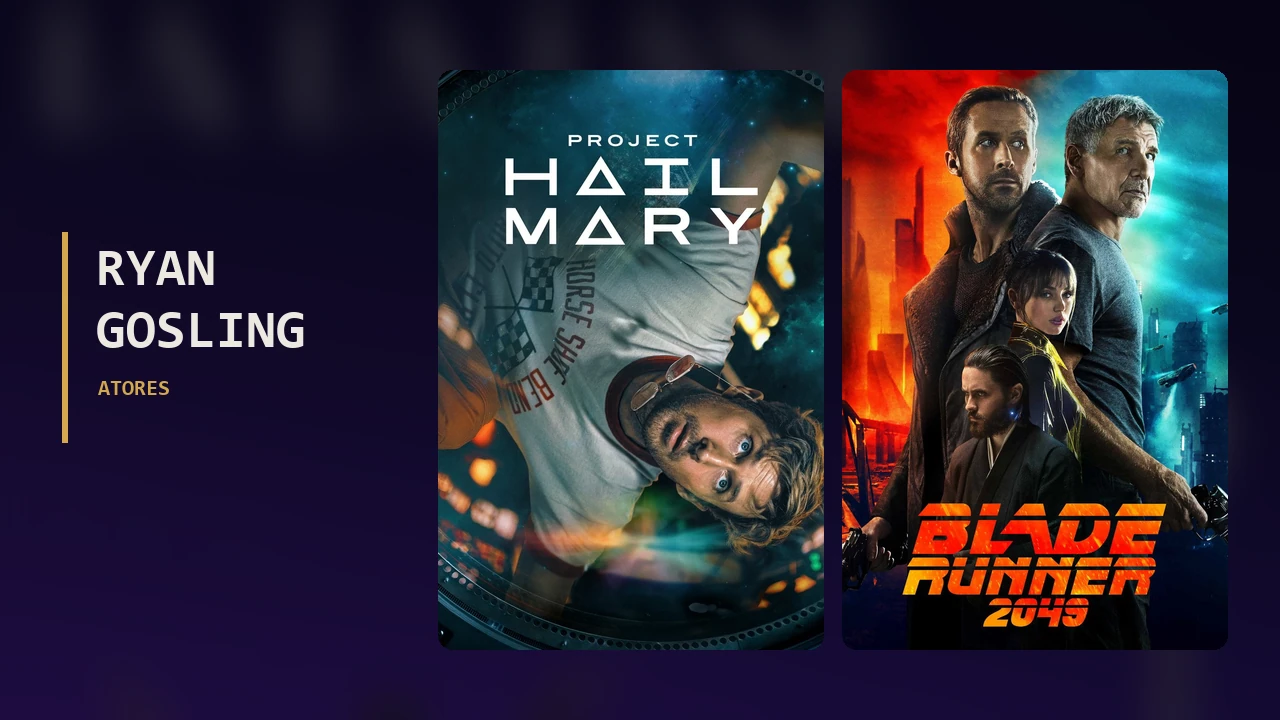 RYAN
GOSLING
ATORES
PROJECT
HAIL
MARY
HORSE SHOE BEND
BLADE
RUNNER
2049